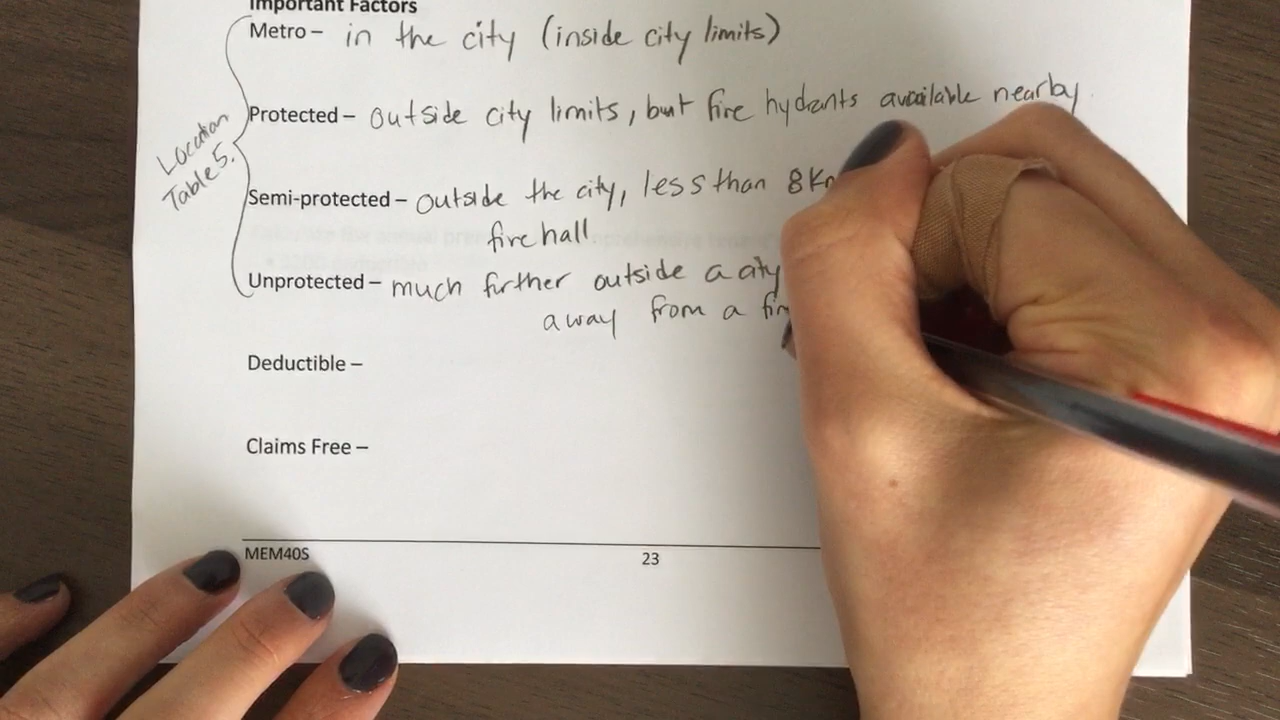 Important Factors
Metro – in the city (inside city limits)
Protected – outside city limits, but fire hydrants available nearby
Location
Table 5.
Semi-protected – outside the city, less than 8
fire hall
Unprotected – much further outside a city
away from a
Deductible –
Claims Free –
MEM40S
23